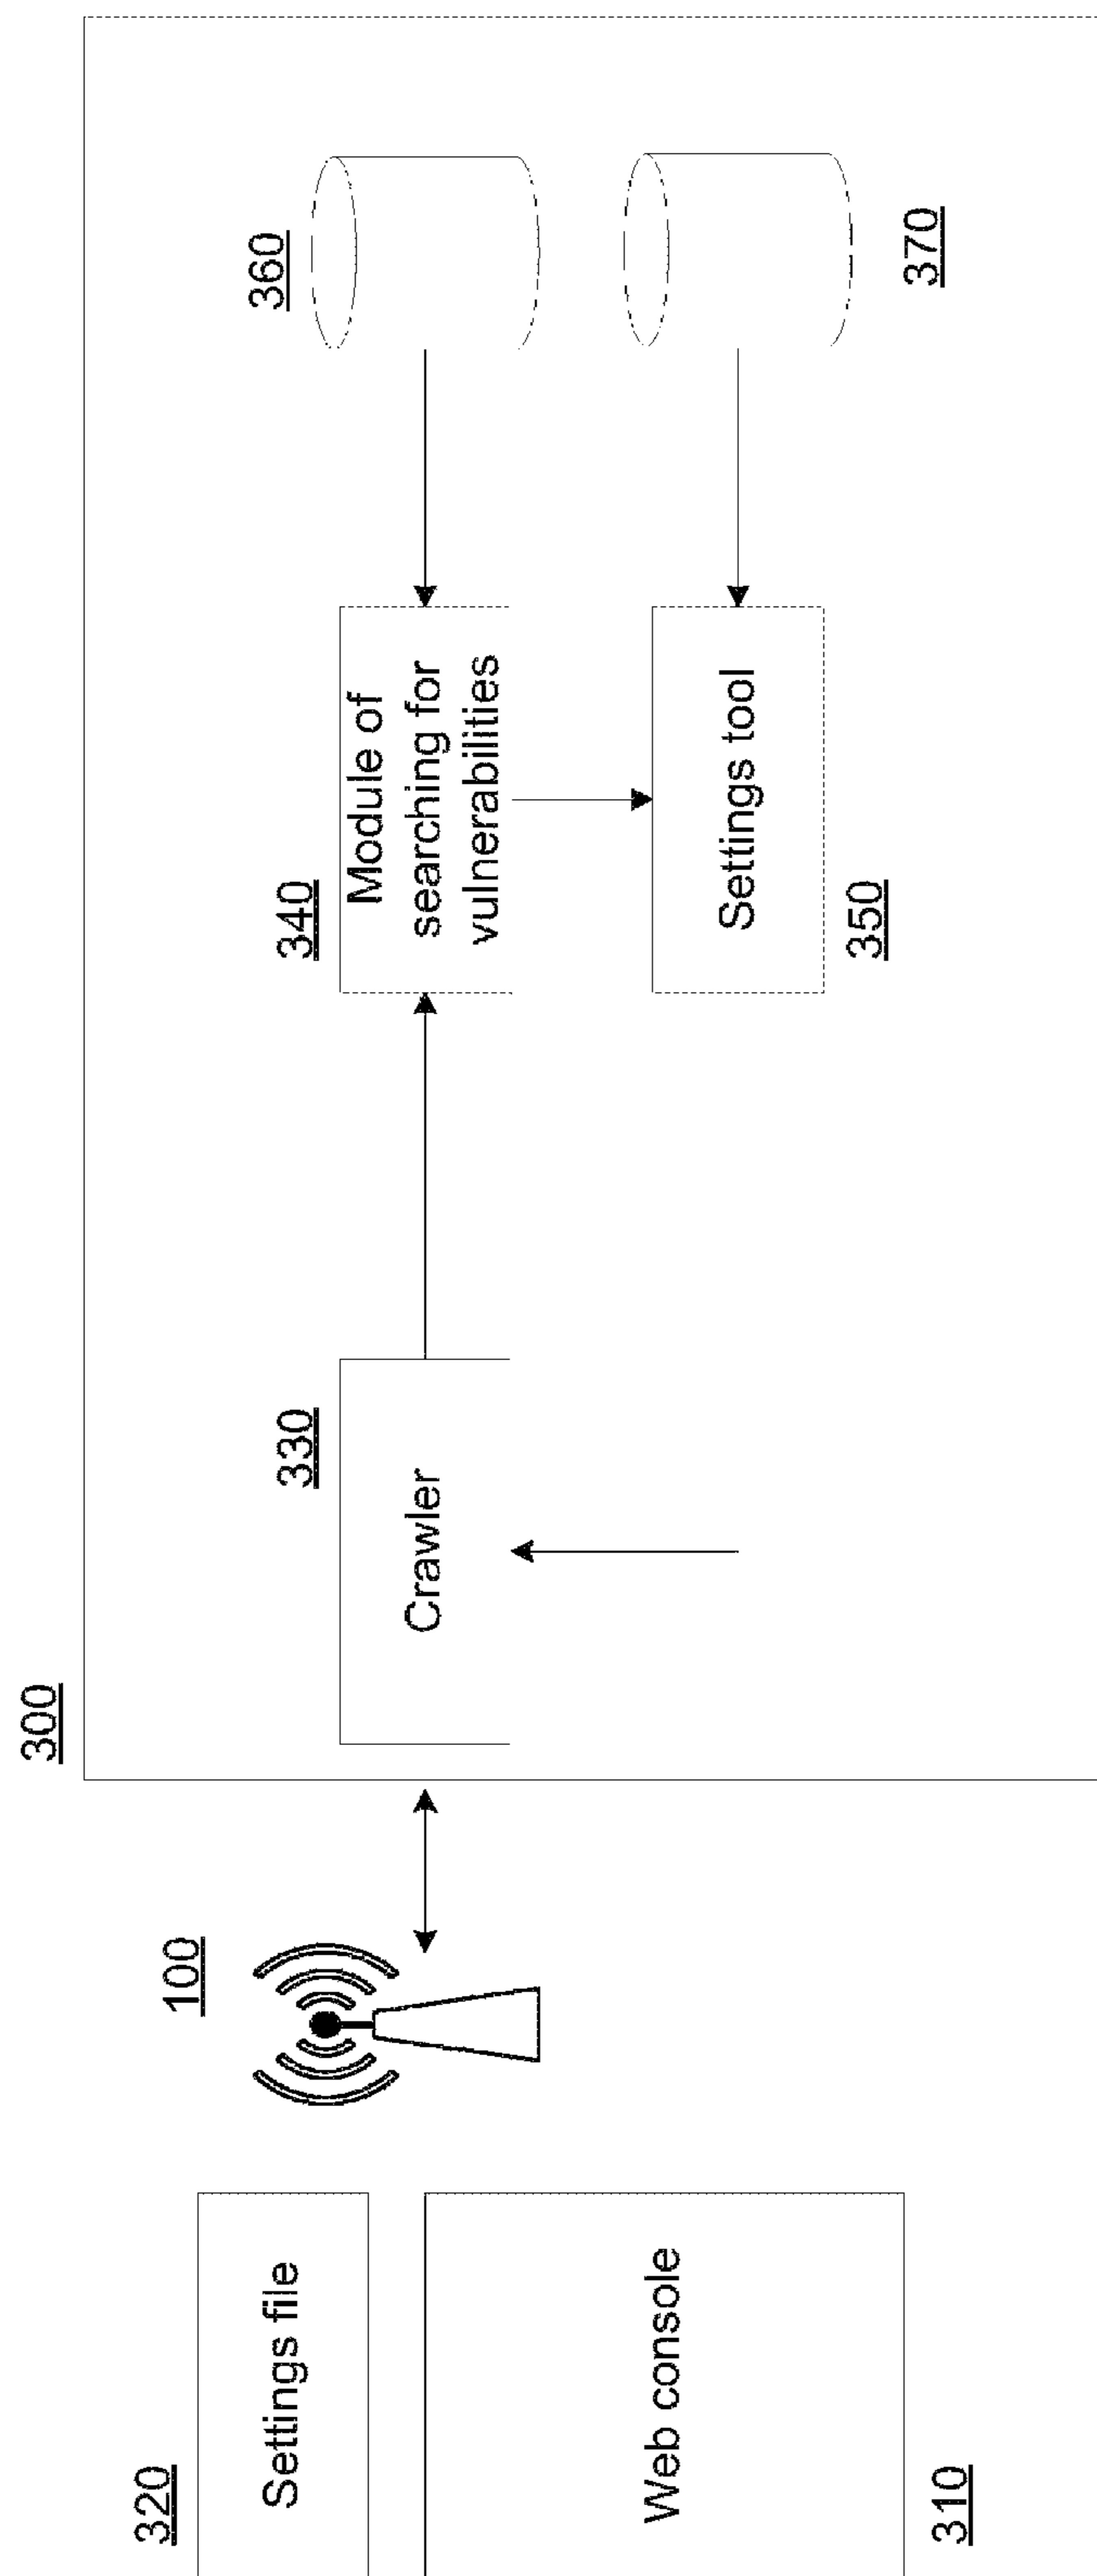 320
Settings file
Web console
310
100
300
330
Crawler
340
Module of
searching for
vulnerabilities
Settings tool
350
360
370